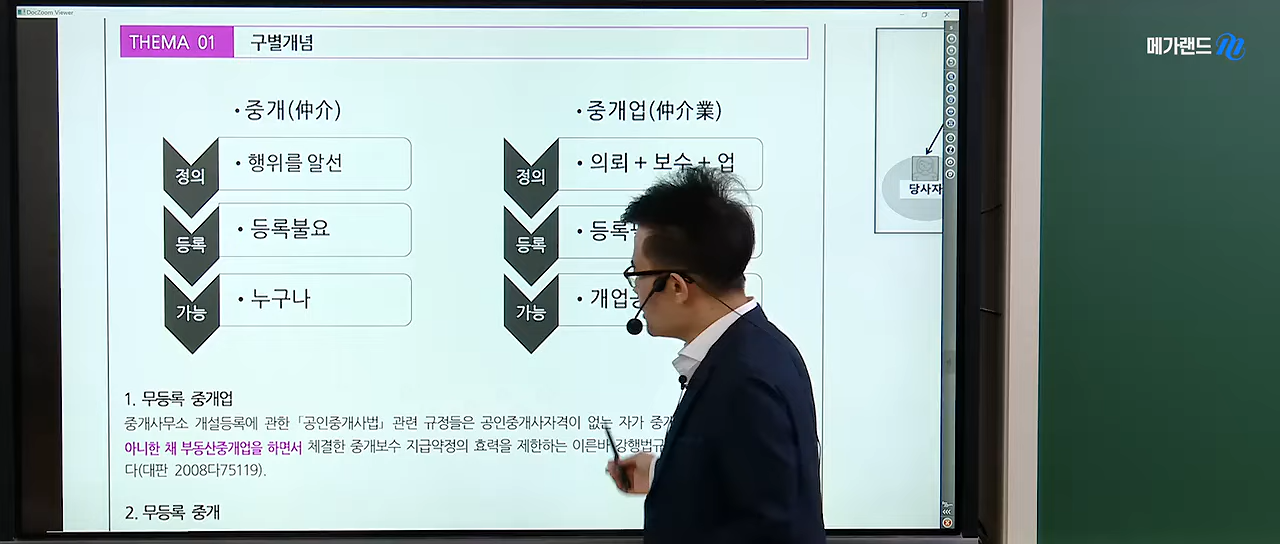 DocZoom Viewer
메가랜드
THEMA 01 구별개념
• 중개(仲介)
정의 • 행위를 알선
등록 • 등록불요
가능 • 누구나
• 중개업(仲介業)
정의 • 의뢰 + 보수 + 업
등록 • 등록
가능 • 개업
당사자
1. 무등록 중개업
중개사무소 개설등록에 관한 「공인중개사법」 관련 규정들은 공인중개사자격이 없는 자가
아니한 채 부동산중개업을 하면서 체결한 중개보수 지급약정의 효력을 제한하는 이른바 강행법규
다(대판 2008다75119).
2. 무등록 중개